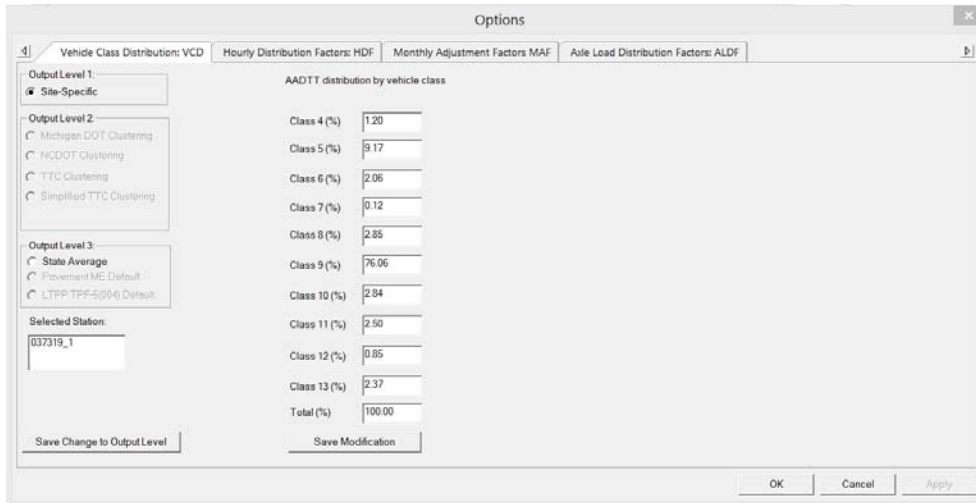 Options
Vehicle Class Distribution: VCD
Hourly Distribution Factors: HDF
Monthly Adjustment Factors MAF
Axle Load Distribution Factors: ALDF
Output Level 1:
Site-Specific
Output Level 2:
Michigan DOT Clustering
NCDOT Clustering
TTC Clustering
Simplified TTC Clustering
Output Level 3:
State Average
Pavement ME Default
LTPP TPF-5(004) Default
Selected Station:
037319_1
Save Change to Output Level
AADTT distribution by vehicle class
Class 4 (%) 1.20
Class 5 (%) 9.17
Class 6 (%) 2.06
Class 7 (%) 0.12
Class 8 (%) 2.85
Class 9 (%) 76.06
Class 10 (%) 2.84
Class 11 (%) 2.50
Class 12 (%) 0.85
Class 13 (%) 2.37
Total (%) 100.00
Save Modification
OK
Cancel
Apply